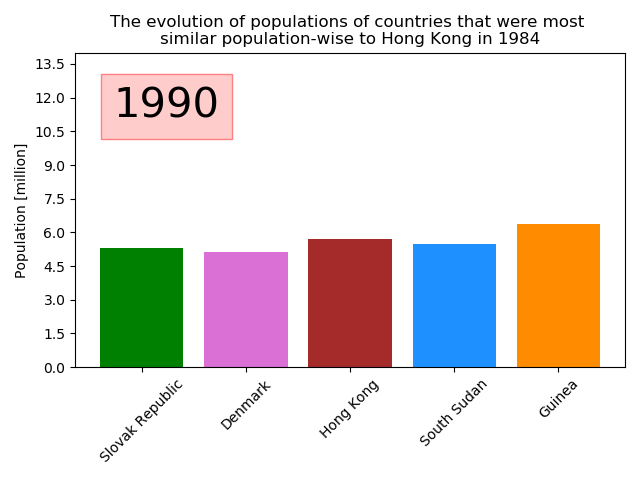 The evolution of populations of countries that were most
similar population-wise to Hong Kong in 1984
1990
Population [million]
13.5
12.0
10.5
9.0
7.5
6.0
4.5
3.0
1.5
0.0
Slovak Republic
Denmark
Hong Kong
South Sudan
Guinea